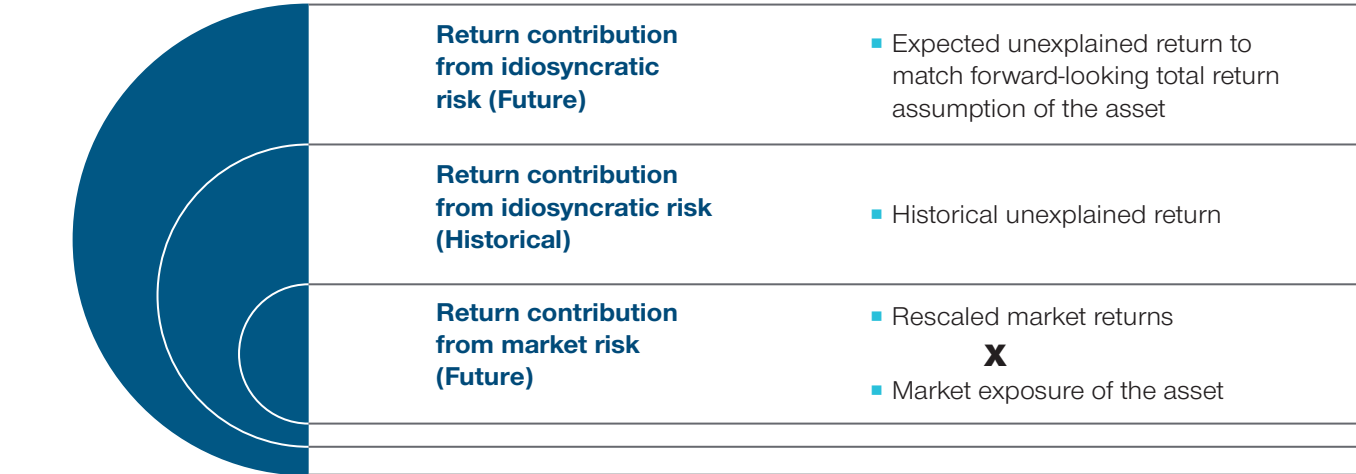 Return contribution
from idiosyncratic
risk (Future)
▪ Expected unexplained return to
match forward-looking total return
assumption of the asset
Return contribution
from idiosyncratic risk
(Historical)
▪ Historical unexplained return
Return contribution
from market risk
(Future)
▪ Rescaled market returns
x
▪ Market exposure of the asset